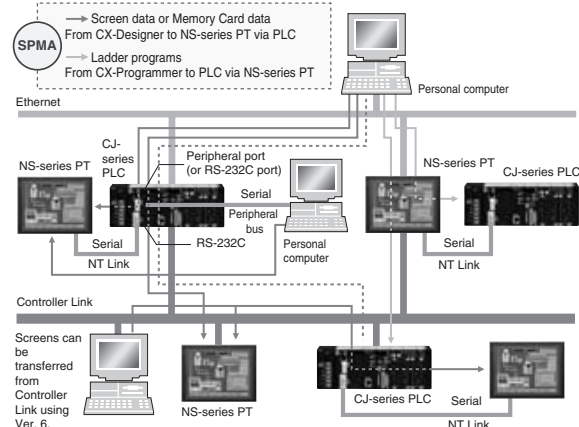 SPMA
Screen data or Memory Card data
From CX-Designer to NS-series PT via PLC
Ladder programs
From CX-Programmer to PLC via NS-series PT
Personal computer
Ethernet
CJ-
series
PLC
Peripheral port
(or RS-232C port)
NS-series PT
NS-series PT
CJ-series PLC
Serial
Peripheral
bus
RS-232C
Personal
computer
Serial
NT Link
Serial
NT Link
Controller Link
Screens can
be
transferred
from
Controller
Link using
Ver. 6.
NS-series PT
CJ-series PLC
Serial
NT Link
NS-series PT